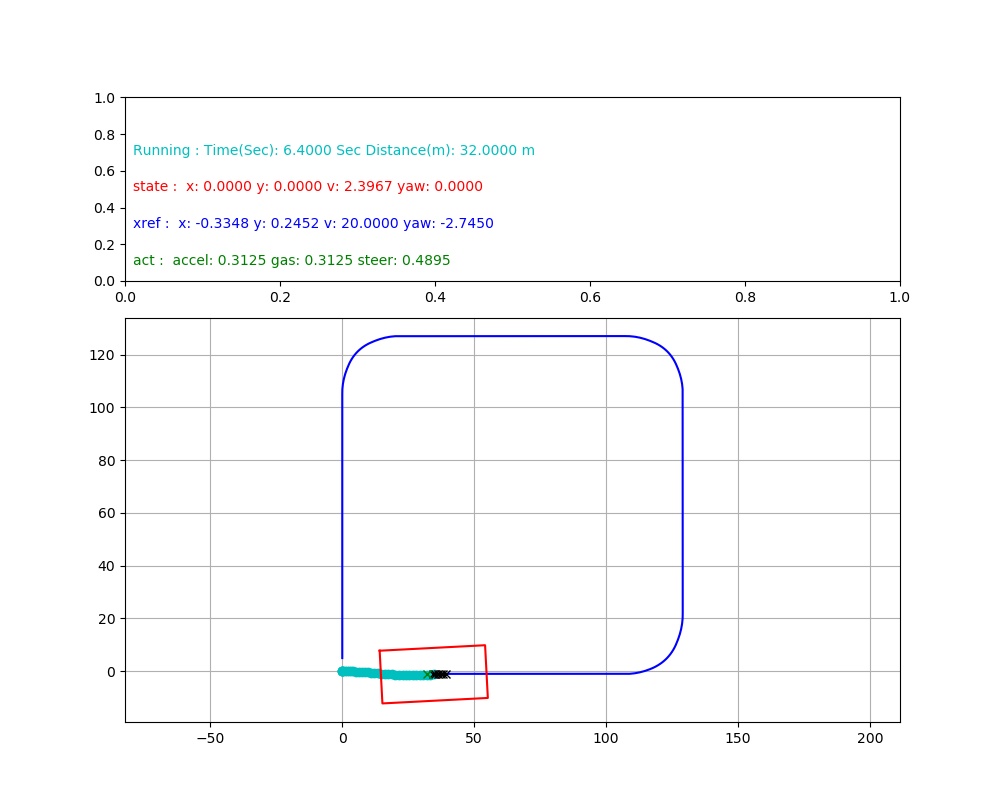 1.0
0.8
0.6
0.4
0.2
0.0
Running : Time(Sec): 6.4000 Sec Distance(m): 32.0000 m
state :  x: 0.0000 y: 0.0000 v: 2.3967 yaw: 0.0000
xref :  x: -0.3348 y: 0.2452 v: 20.0000 yaw: -2.7450
act :  accel: 0.3125 gas: 0.3125 steer: 0.4895
0.0 0.2 0.4 0.6 0.8 1.0
120
100
80
60
40
20
0
−50 0 50 100 150 200